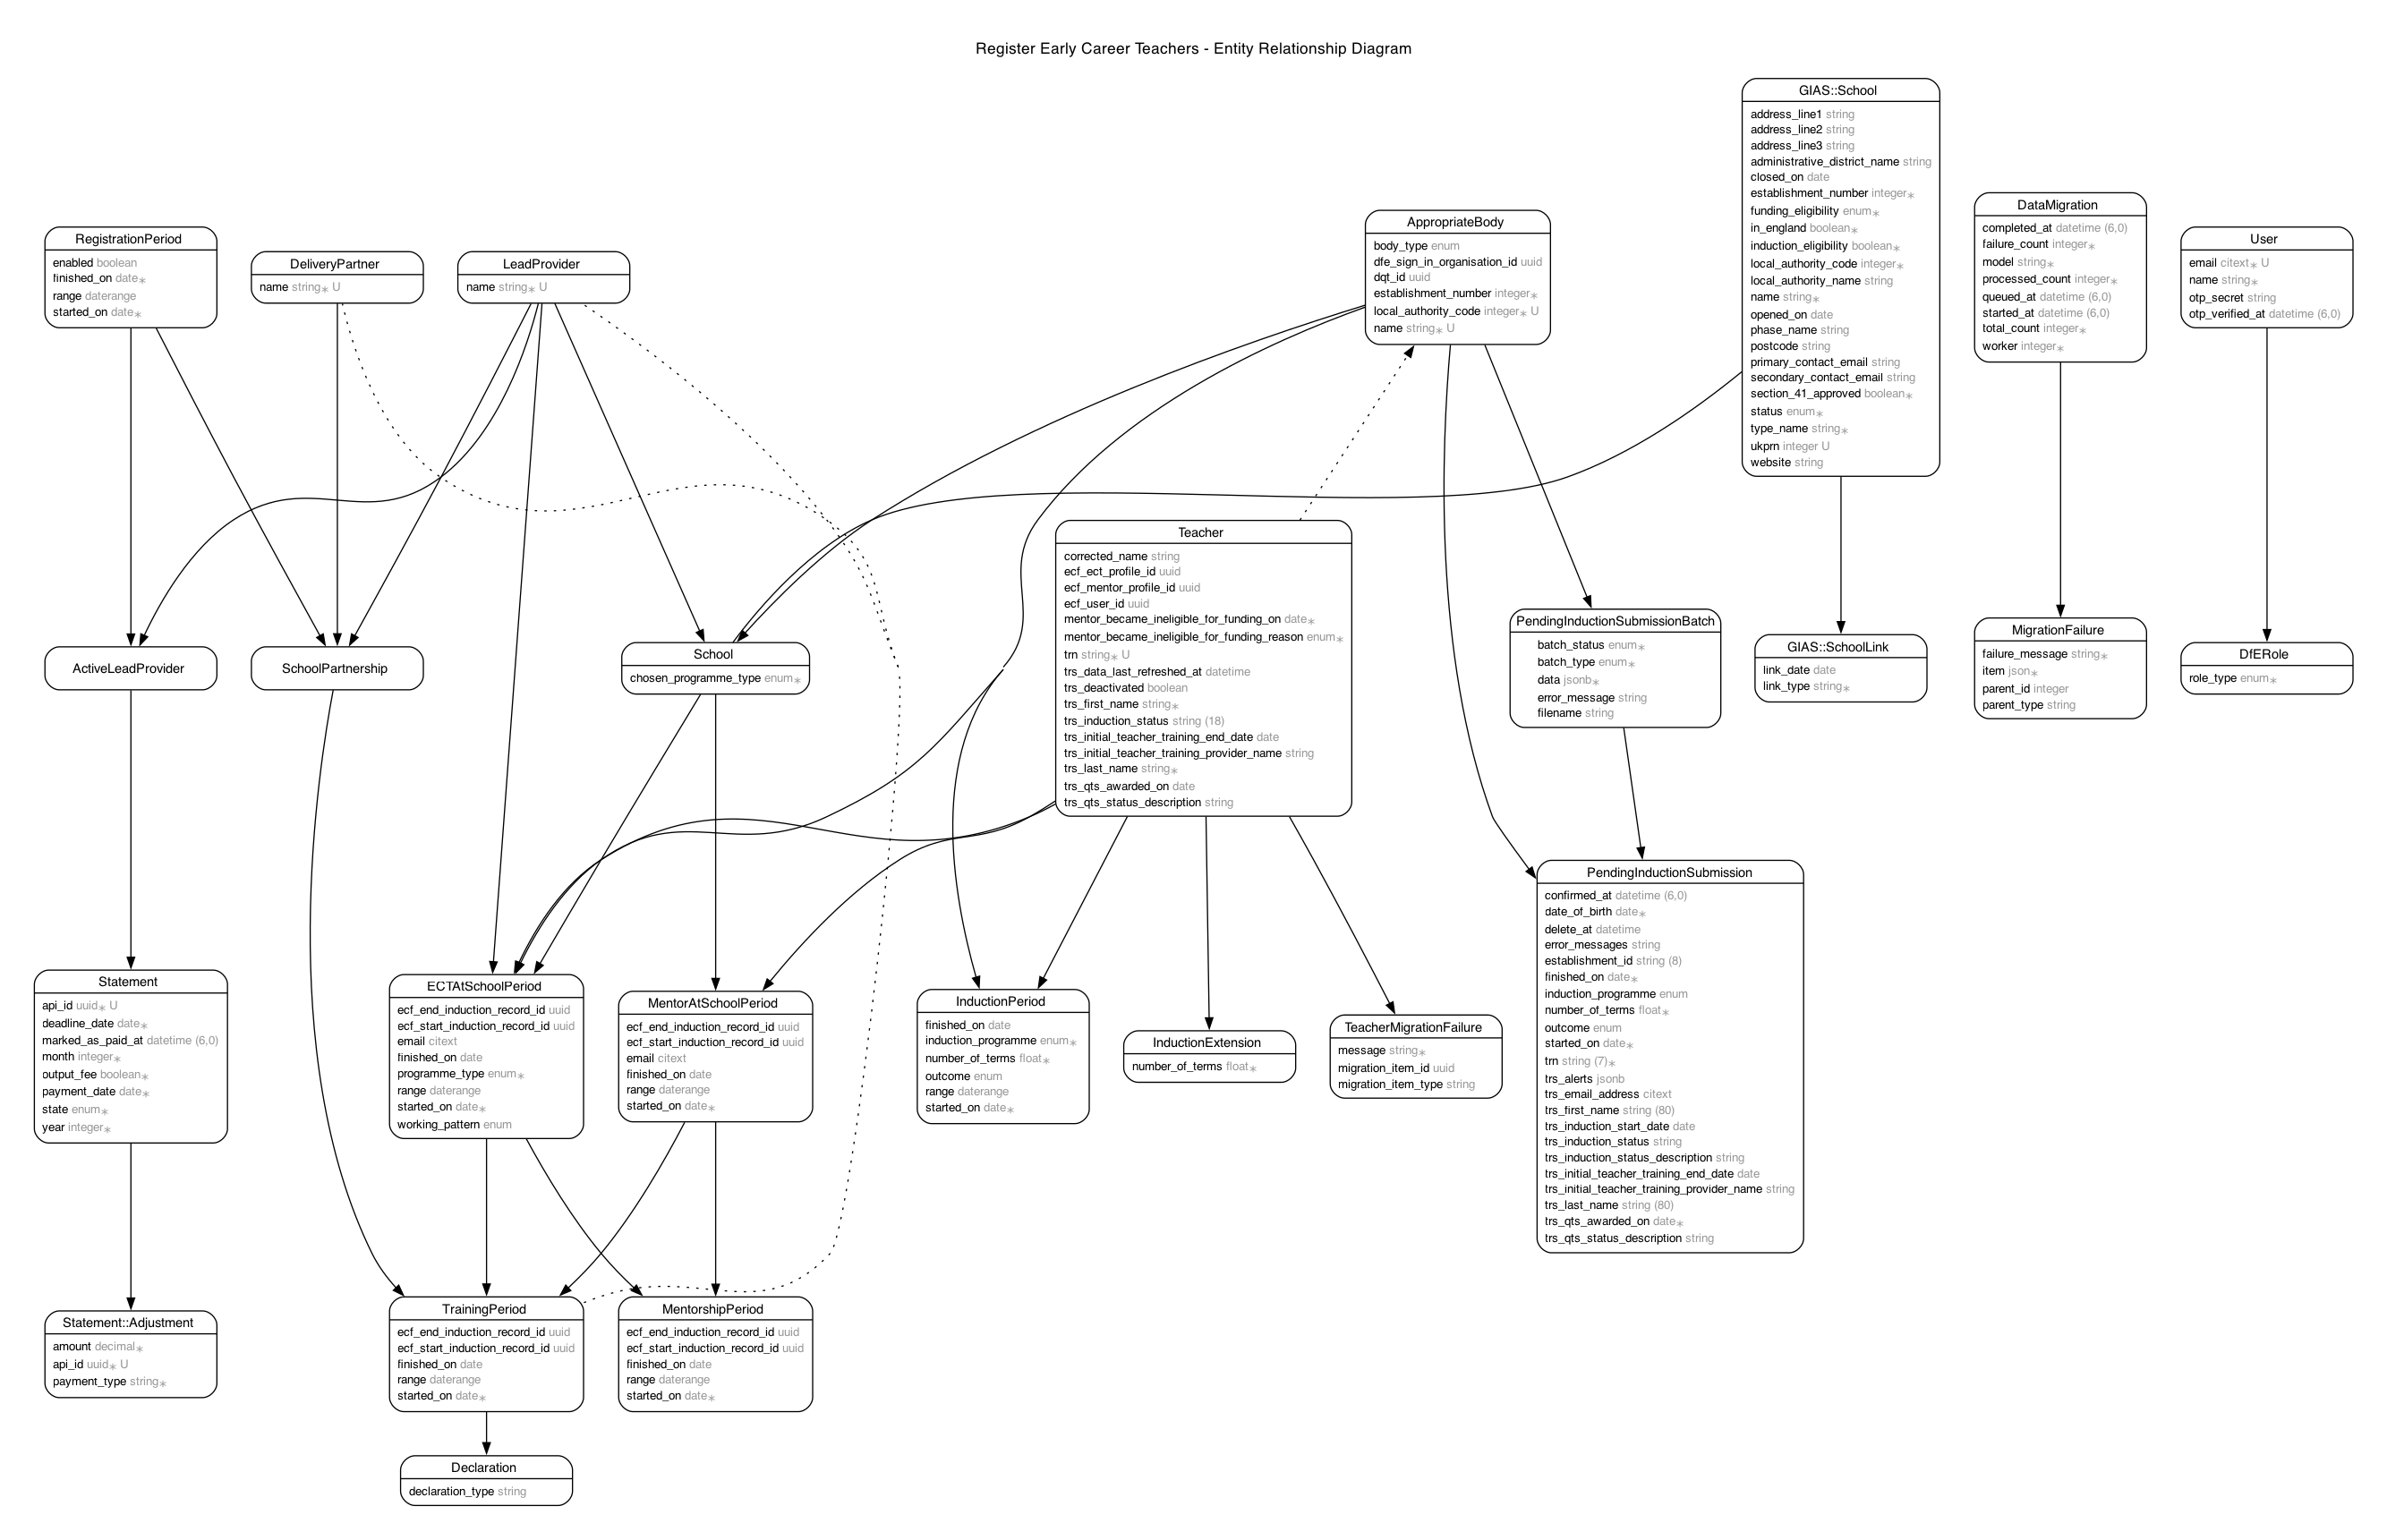 Register Early Career Teachers - Entity Relationship Diagram
GIAS::School
address_line1 string
address_line2 string
address_line3 string
administrative_district_name string
closed_on date
establishment_number integer∗
funding_eligibility enum∗
in_england boolean∗
induction_eligibility boolean∗
local_authority_code integer∗
local_authority_name string
name string∗
opened_on date
phase_name string
postcode string
primary_contact_email string
secondary_contact_email string
section_41_approved boolean∗
status enum∗
type_name string∗
ukprn integer U
website string
DataMigration
completed_at datetime (6,0)
failure_count integer∗
model string∗
processed_count integer∗
queued_at datetime (6,0)
started_at datetime (6,0)
total_count integer∗
worker integer∗
AppropriateBody
body_type enum
dfe_sign_in_organisation_id uuid
dqt_id uuid
establishment_number integer∗
local_authority_code integer∗ U
name string∗ U
RegistrationPeriod
enabled boolean
finished_on date∗
range daterange
started_on date∗
User
email citext∗ U
name string∗
otp_secret string
otp_verified_at datetime (6,0)
DeliveryPartner
name string∗ U
LeadProvider
name string∗ U
Teacher
corrected_name string
ecf_ect_profile_id uuid
ecf_mentor_profile_id uuid
ecf_user_id uuid
mentor_became_ineligible_for_funding_on date∗
mentor_became_ineligible_for_funding_reason enum∗
trn string∗ U
trs_data_last_refreshed_at datetime
trs_deactivated boolean
trs_first_name string∗
trs_induction_status string (18)
trs_initial_teacher_training_end_date date
trs_initial_teacher_training_provider_name string
trs_last_name string∗
trs_qts_awarded_on date
trs_qts_status_description string
PendingInductionSubmissionBatch
batch_status enum∗
batch_type enum∗
data jsonb∗
error_message string
filename string
MigrationFailure
failure_message string∗
item json∗
parent_id integer
parent_type string
GIAS::SchoolLink
link_date date
link_type string∗
DfERole
role_type enum∗
ActiveLeadProvider
SchoolPartnership
School
chosen_programme_type enum∗
PendingInductionSubmission
confirmed_at datetime (6,0)
date_of_birth date∗
delete_at datetime
error_messages string
establishment_id string (8)
finished_on date∗
induction_programme enum
number_of_terms float∗
outcome enum
started_on date∗
trn string (7)∗
trs_alerts jsonb
trs_email_address citext
trs_first_name string (80)
trs_induction_start_date date
trs_induction_status string
trs_induction_status_description string
trs_initial_teacher_training_end_date date
trs_initial_teacher_training_provider_name string
trs_last_name string (80)
trs_qts_awarded_on date∗
trs_qts_status_description string
Statement
api_id uuid∗ U
deadline_date date∗
marked_as_paid_at datetime (6,0)
month integer∗
output_fee boolean∗
payment_date date∗
state enum∗
year integer∗
ECTAtSchoolPeriod
ecf_end_induction_record_id uuid
ecf_start_induction_record_id uuid
email citext
finished_on date
programme_type enum∗
range daterange
started_on date∗
working_pattern enum
MentorAtSchoolPeriod
ecf_end_induction_record_id uuid
ecf_start_induction_record_id uuid
email citext
finished_on date
range daterange
started_on date∗
InductionPeriod
finished_on date
induction_programme enum∗
number_of_terms float∗
outcome enum
range daterange
started_on date∗
InductionExtension
number_of_terms float∗
TeacherMigrationFailure
message string∗
migration_item_id uuid
migration_item_type string
Statement::Adjustment
amount decimal∗
api_id uuid∗ U
payment_type string∗
TrainingPeriod
ecf_end_induction_record_id uuid
ecf_start_induction_record_id uuid
finished_on date
range daterange
started_on date∗
MentorshipPeriod
ecf_end_induction_record_id uuid
ecf_start_induction_record_id uuid
finished_on date
range daterange
started_on date∗
Declaration
declaration_type string